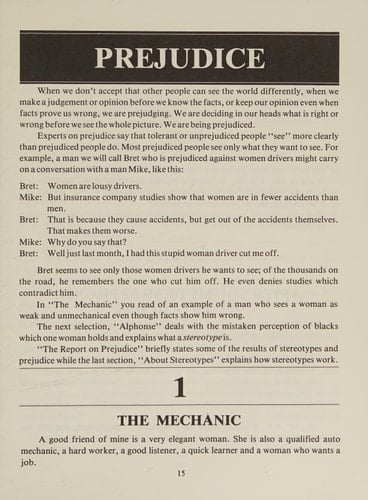 PREJUDICE
When we don't accept that other people can see the world differently, when we
make a judgement or opinion before we know the facts, or keep our opinion even when
facts prove us wrong, we are prejudging. We are deciding in our heads what is right or
wrong before we see the whole picture. We are being prejudiced.
Experts on prejudice say that tolerant or unprejudiced people "see" more clearly
than prejudiced people do. Most prejudiced people see only what they want to see. For
example, a man we will call Bret who is prejudiced against women drivers might carry
on a conversation with a man Mike, like this:
Bret: Women are lousy drivers.
Mike: But insurance company studies show that women are in fewer accidents than
men.
Bret: That is because they cause accidents, but get out of the accidents themselves.
That makes them worse.
Mike: Why do you say that?
Bret: Well just last month, I had this stupid woman driver cut me off.
Bret seems to see only those women drivers he wants to see; of the thousands on
the road, he remembers the one who cut him off. He even denies studies which
contradict him.
In "The Mechanic" you read of an example of a man who sees a woman as
weak and unmechanical even though facts show him wrong.
The next selection, "Alphonse" deals with the mistaken perception of blacks
which one woman holds and explains what a stereotype is.
"The Report on Prejudice" briefly states some of the results of stereotypes and
prejudice while the last section, "About Stereotypes" explains how stereotypes work.
1
THE MECHANIC
A good friend of mine is a very elegant woman. She is also a qualified auto
mechanic, a hard worker, a good listener, a quick learner and a woman who wants a
job.
15